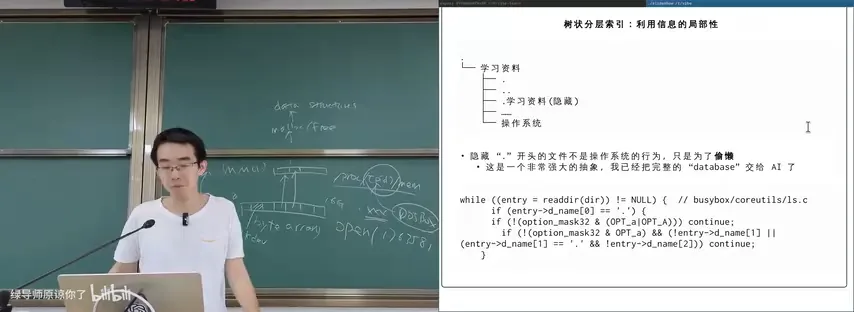 data structures
malloc/free
mmap
/proc/[pid]/mem
byte array
open(
绿导师原谅你了
bilibili
树状分层索引：利用信息的局部性
.
└── 学习资料
├── .
├── ..
├── .学习资料(隐藏)
├── ……
└── 操作系统
• 隐藏 “.” 开头的文件不是操作系统的行为，只是为了偷懒
• 这是一个非常强大的抽象，我已经把完整的 “database” 交给 AI 了
while ((entry = readdir(dir)) != NULL) {  // busybox/coreutils/ls.c
if (entry->d_name[0] == '.') {
if (!(option_mask32 & (OPT_a|OPT_A))) continue;
if (!(option_mask32 & OPT_a) && (!entry->d_name[1] ||
(entry->d_name[1] == '.' && !entry->d_name[2])) continue;
}